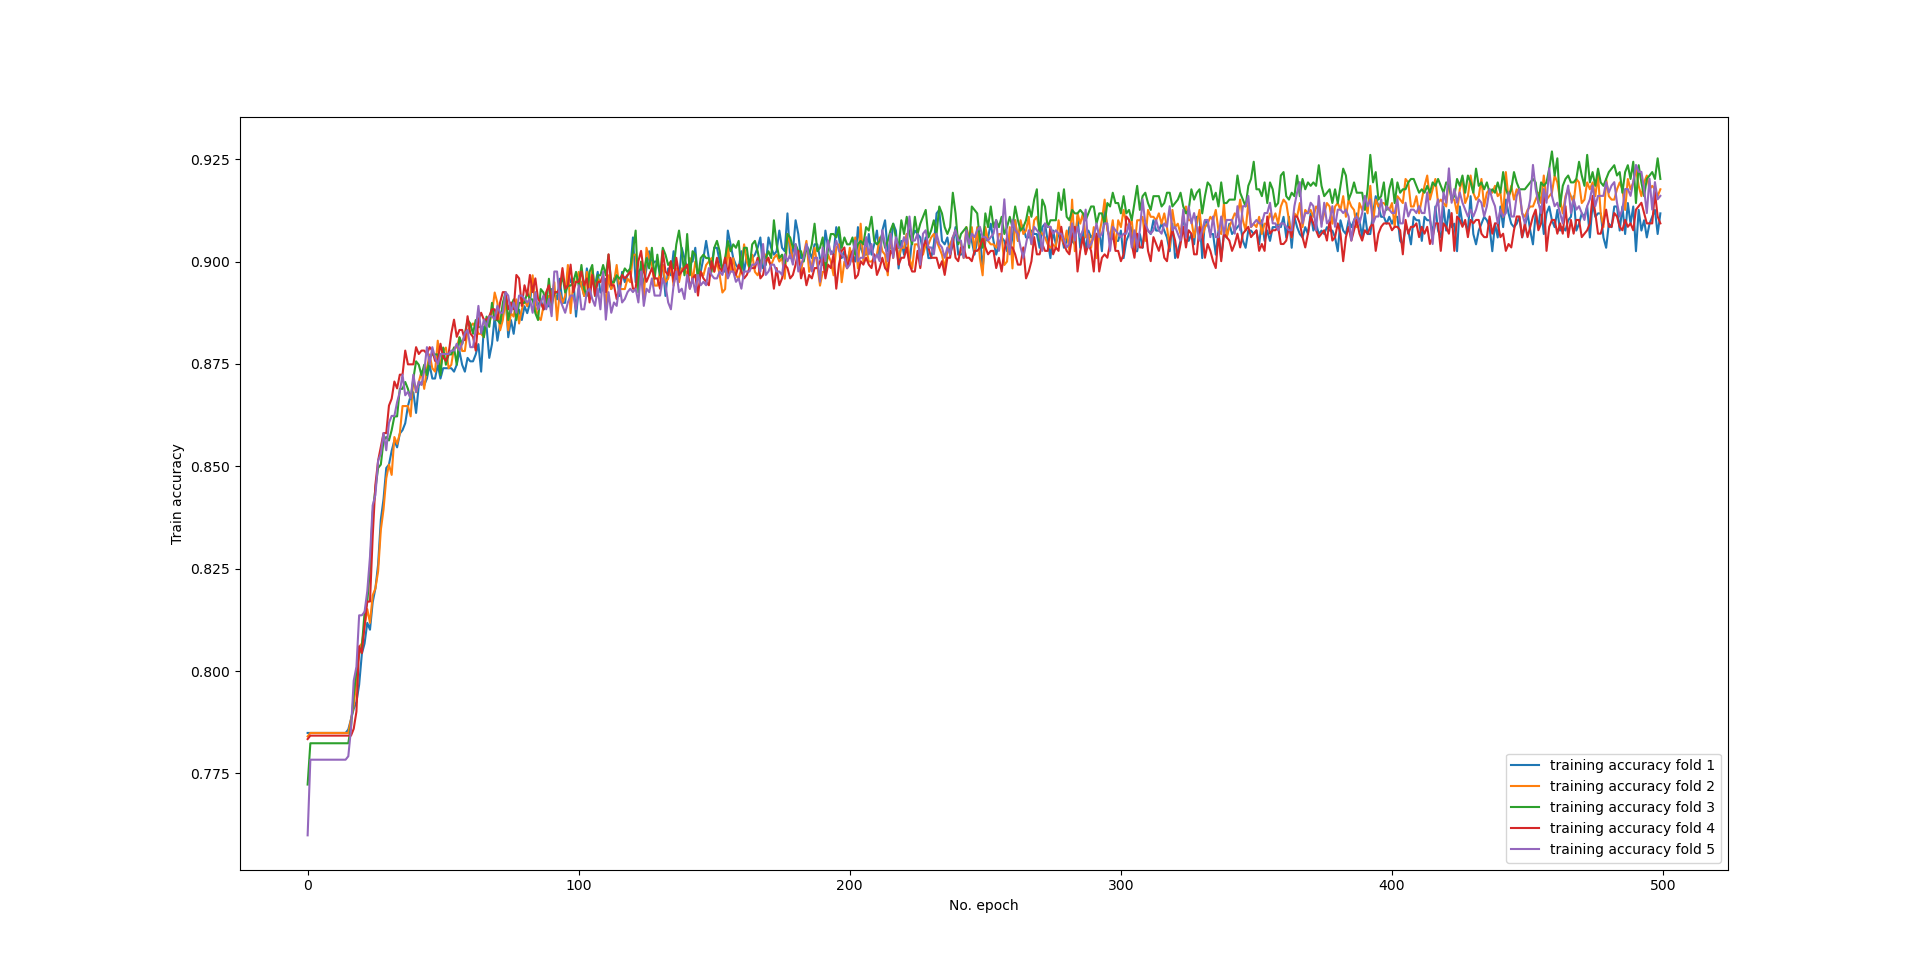 0.925
0.900
0.875
0.850
0.825
0.800
0.775
Train accuracy
0 100 200 300 400 500
No. epoch
training accuracy fold 1
training accuracy fold 2
training accuracy fold 3
training accuracy fold 4
training accuracy fold 5